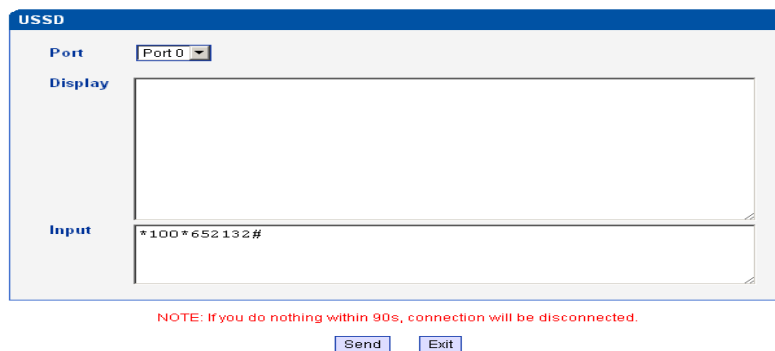 USSD
Port Port 0
Display
Input *100*652132#
NOTE: If you do nothing within 90s, connection will be disconnected.
Send Exit